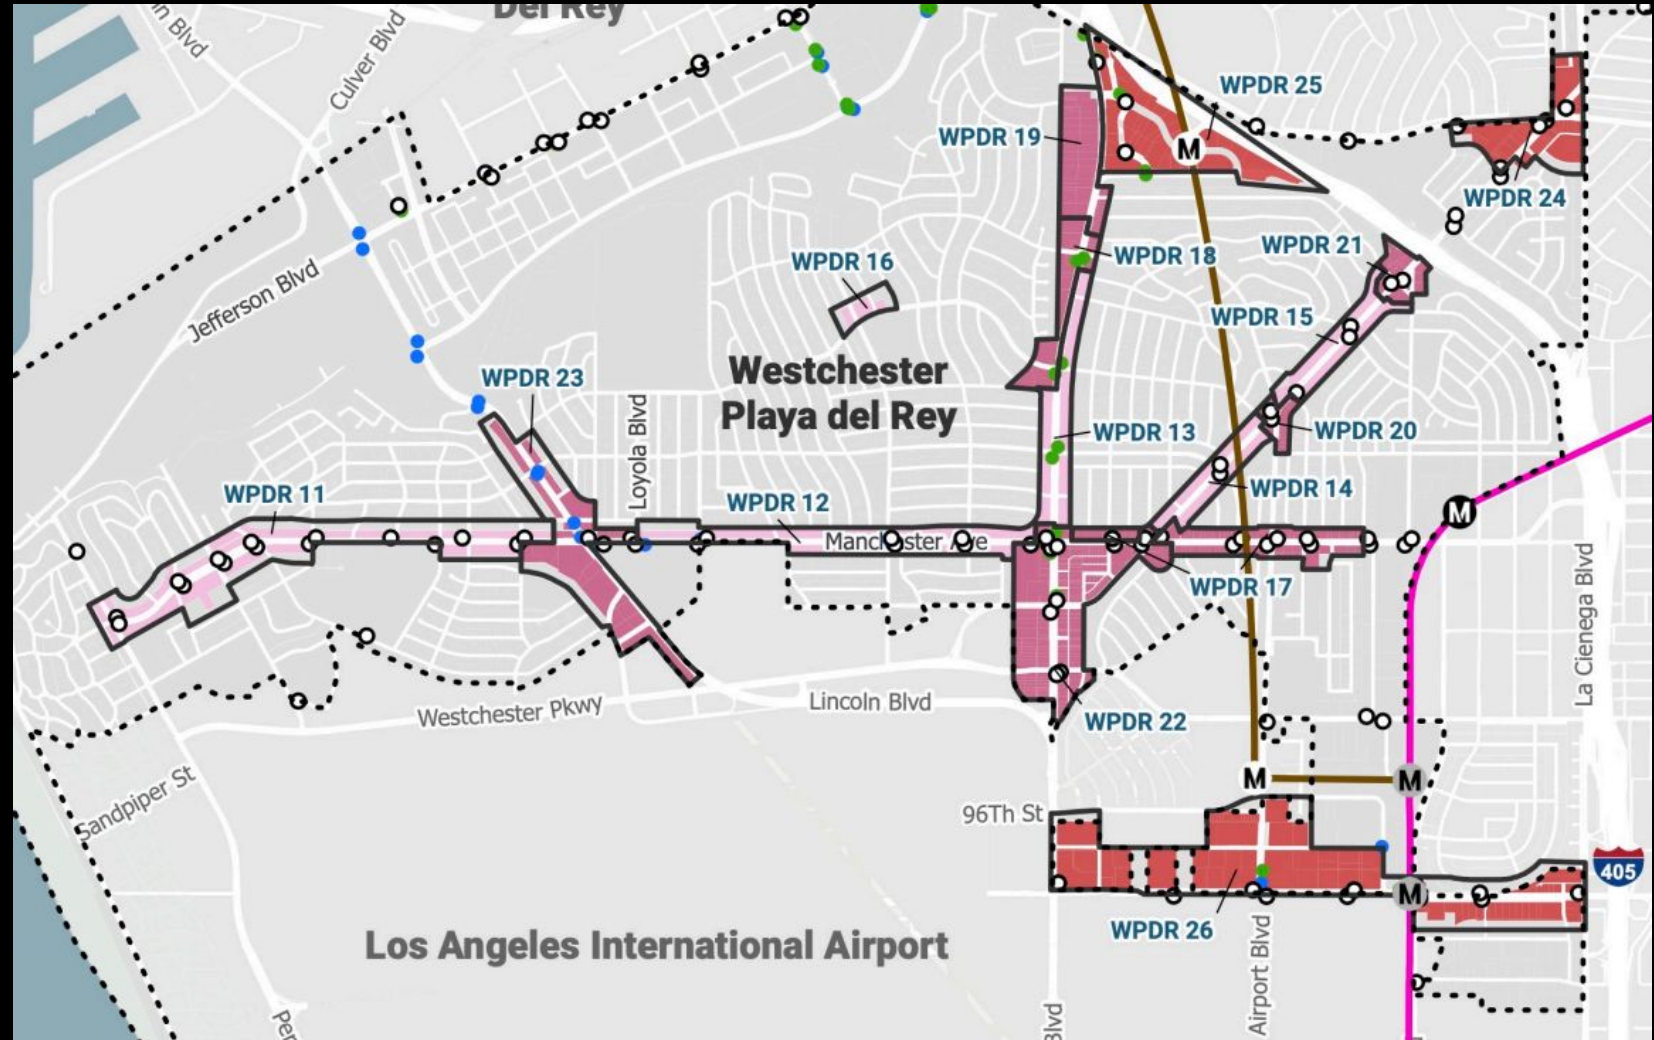 Del Rey
Culver Blvd
Blvd
WPDR 25
WPDR 19
WPDR 24
WPDR 21
WPDR 18
WPDR 16
Jefferson Blvd
WPDR 15
Westchester
Playa del Rey
WPDR 23
Loyola Blvd
WPDR 13
WPDR 20
WPDR 11
WPDR 12
WPDR 14
M
M
Manchester Ave
WPDR 17
La Cienega Blvd
Lincoln Blvd
Westchester Pkwy
WPDR 22
M
M
Sandpiper St
96Th St
405
M
WPDR 26
Los Angeles International Airport
Airport Blvd
Blvd